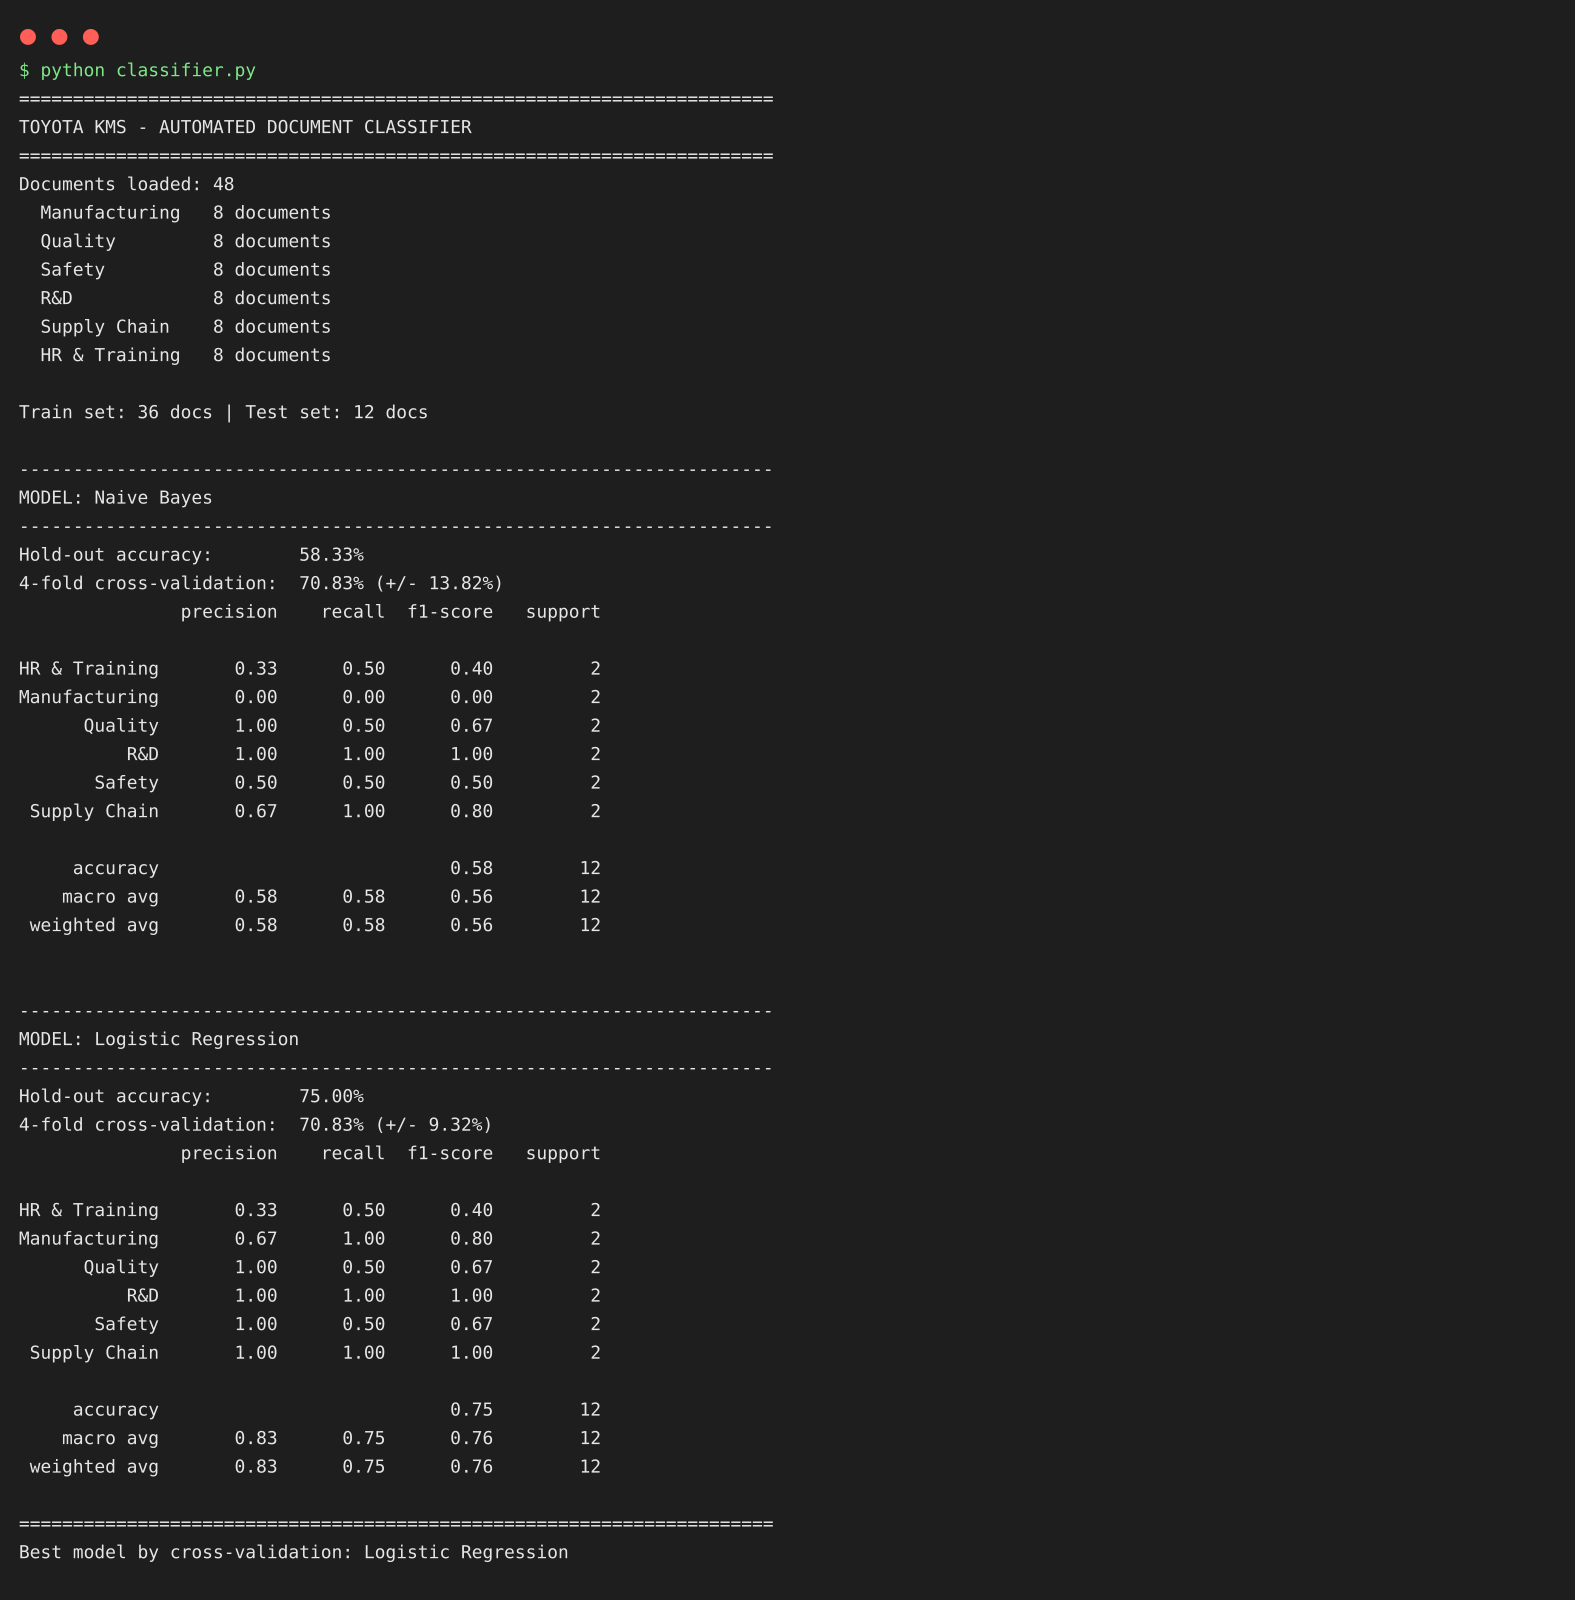 $ python classifier.py
======================================================================
TOYOTA KMS - AUTOMATED DOCUMENT CLASSIFIER
======================================================================
Documents loaded: 48
  Manufacturing   8 documents
  Quality         8 documents
  Safety          8 documents
  R&D             8 documents
  Supply Chain    8 documents
  HR & Training   8 documents

Train set: 36 docs | Test set: 12 docs

----------------------------------------------------------------------
MODEL: Naive Bayes
----------------------------------------------------------------------
Hold-out accuracy:        58.33%
4-fold cross-validation:  70.83% (+/- 13.82%)
               precision    recall  f1-score   support

HR & Training       0.33      0.50      0.40         2
Manufacturing       0.00      0.00      0.00         2
      Quality       1.00      0.50      0.67         2
          R&D       1.00      1.00      1.00         2
       Safety       0.50      0.50      0.50         2
 Supply Chain       0.67      1.00      0.80         2

     accuracy                           0.58        12
    macro avg       0.58      0.58      0.56        12
 weighted avg       0.58      0.58      0.56        12


----------------------------------------------------------------------
MODEL: Logistic Regression
----------------------------------------------------------------------
Hold-out accuracy:        75.00%
4-fold cross-validation:  70.83% (+/- 9.32%)
               precision    recall  f1-score   support

HR & Training       0.33      0.50      0.40         2
Manufacturing       0.67      1.00      0.80         2
      Quality       1.00      0.50      0.67         2
          R&D       1.00      1.00      1.00         2
       Safety       1.00      0.50      0.67         2
 Supply Chain       1.00      1.00      1.00         2

     accuracy                           0.75        12
    macro avg       0.83      0.75      0.76        12
 weighted avg       0.83      0.75      0.76        12

======================================================================
Best model by cross-validation: Logistic Regression